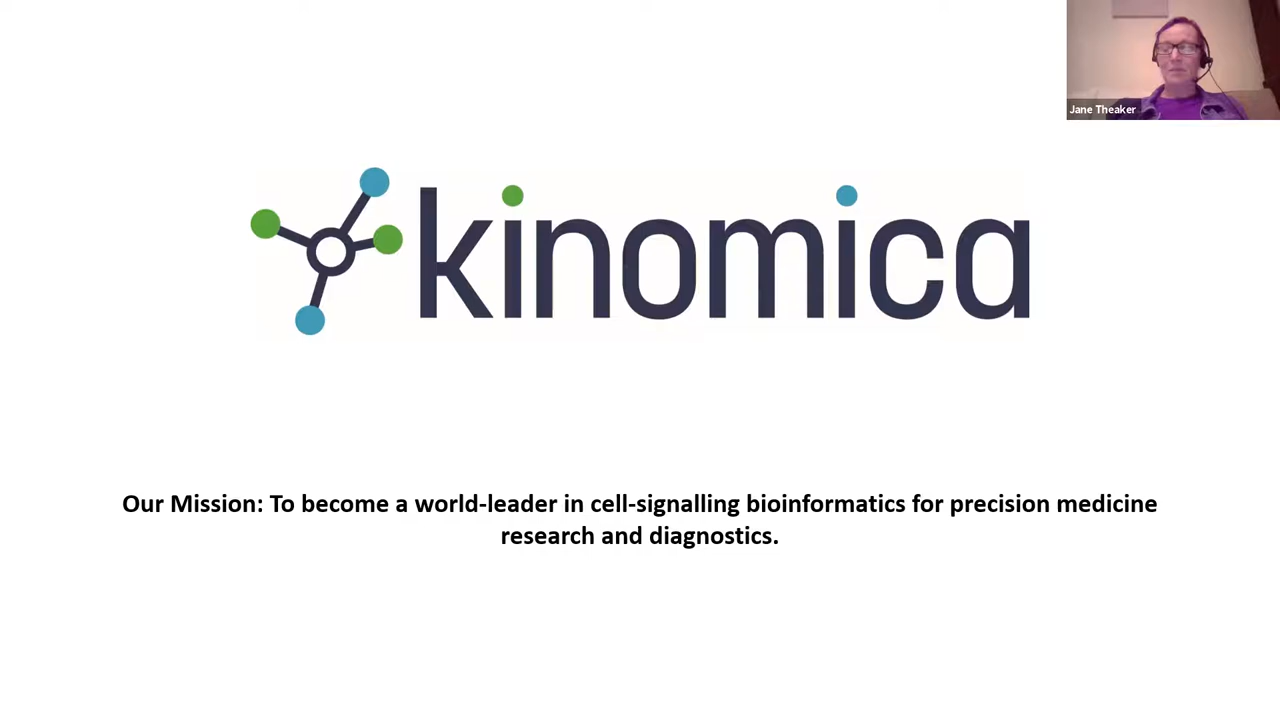 Jane Theaker
kinomica
Our Mission: To become a world-leader in cell-signalling bioinformatics for precision medicine
research and diagnostics.